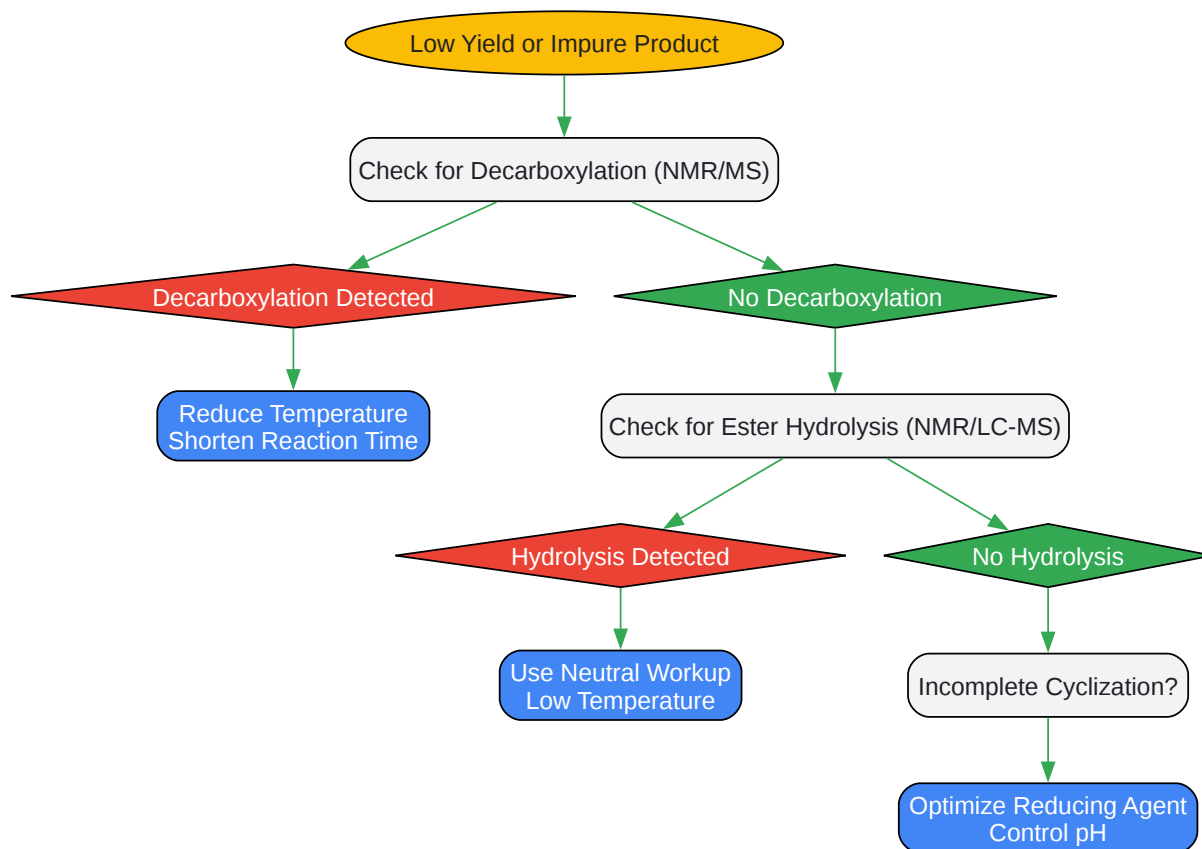 Low Yield or Impure Product
Check for Decarboxylation (NMR/MS)
Decarboxylation Detected
No Decarboxylation
Reduce Temperature
Shorten Reaction Time
Check for Ester Hydrolysis (NMR/LC-MS)
Hydrolysis Detected
No Hydrolysis
Use Neutral Workup
Low Temperature
Incomplete Cyclization?
Optimize Reducing Agent
Control pH